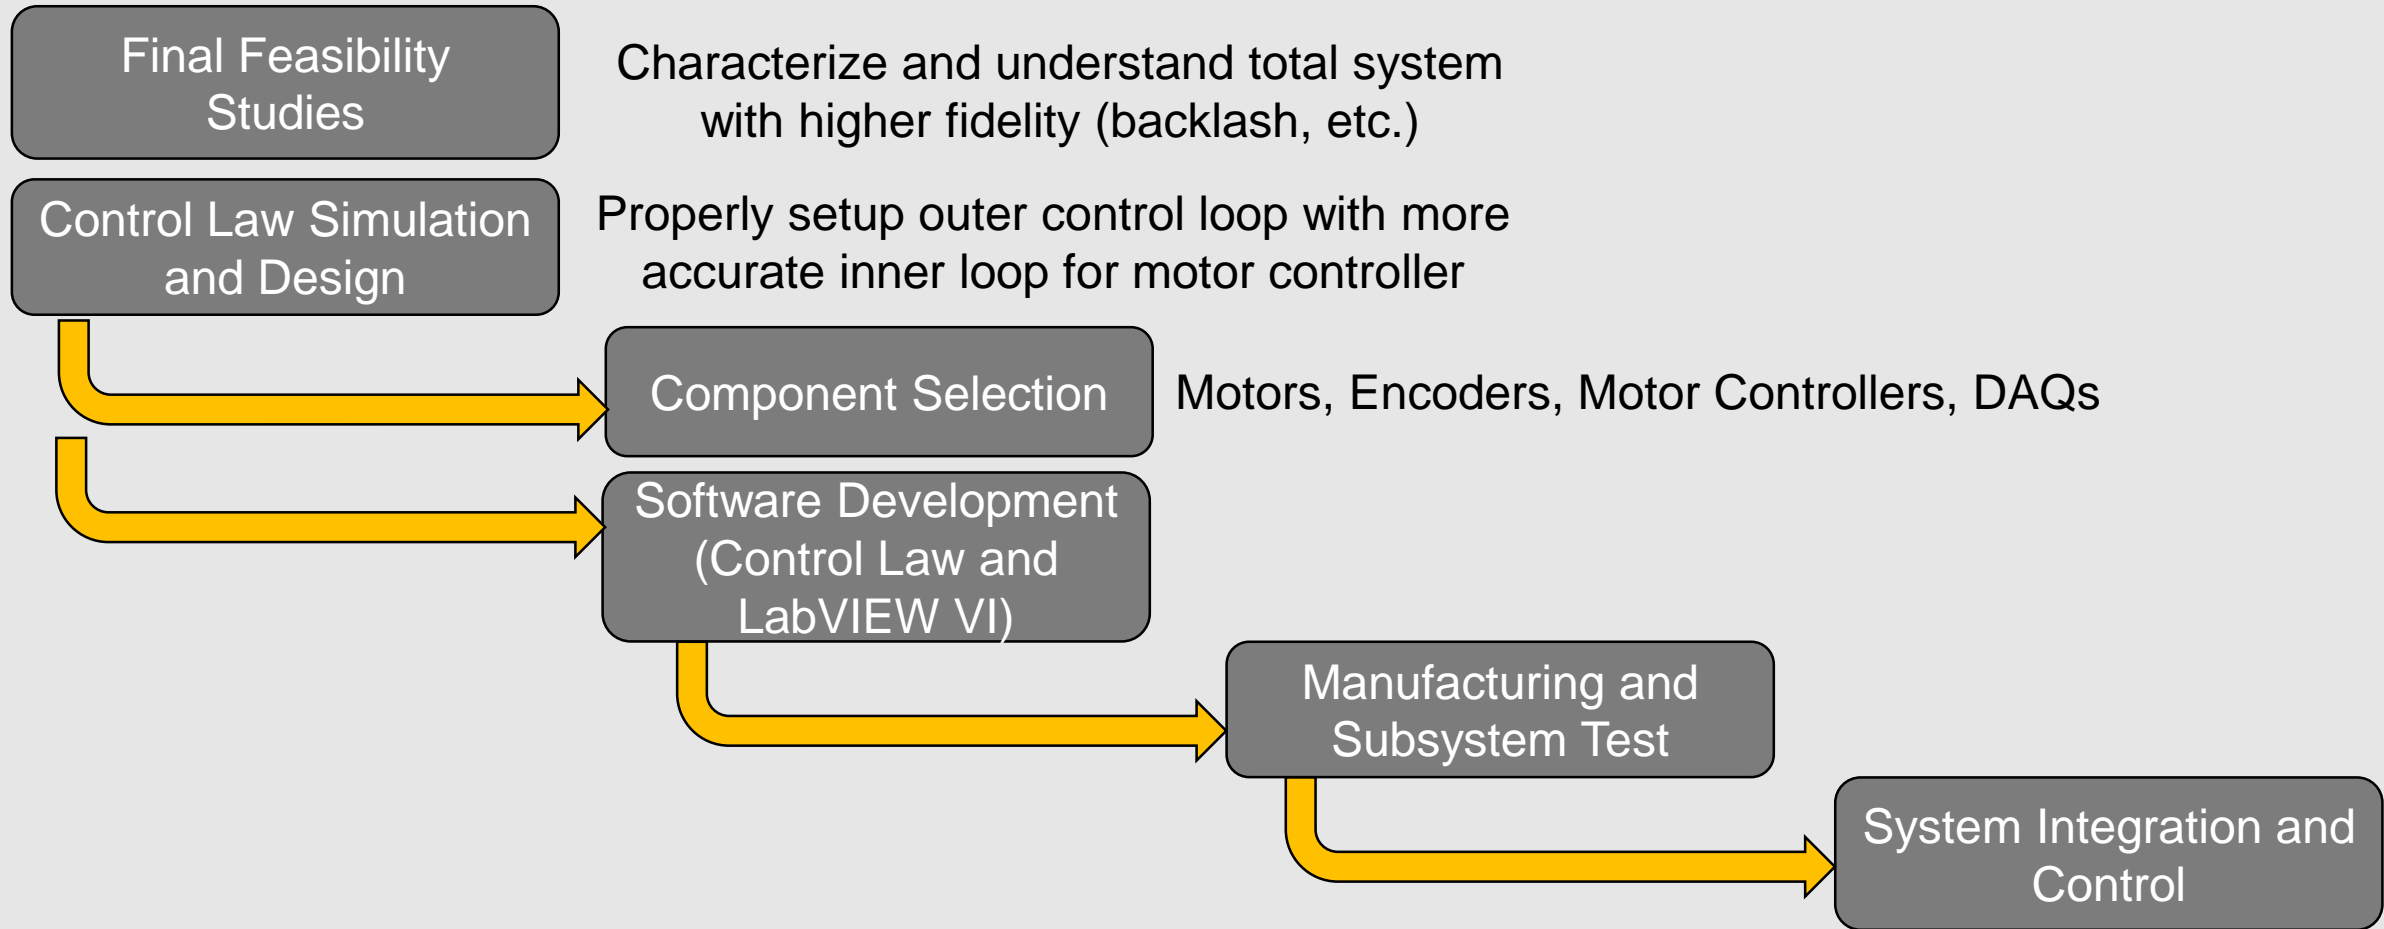 Final Feasibility
Studies
Characterize and understand total system
with higher fidelity (backlash, etc.)
Control Law Simulation
and Design
Properly setup outer control loop with more
accurate inner loop for motor controller
Component Selection
Motors, Encoders, Motor Controllers, DAQs
Software Development
(Control Law and
LabVIEW VI)
Manufacturing and
Subsystem Test
System Integration and
Control